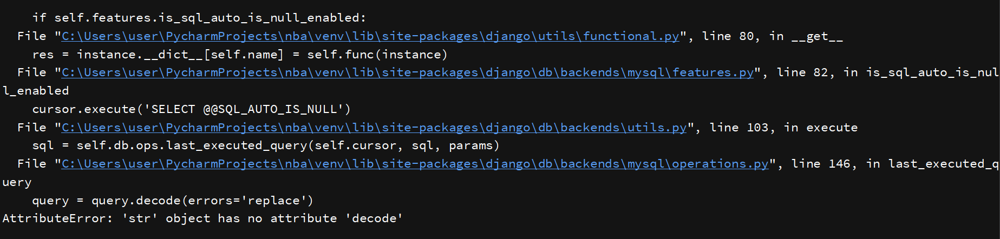 if self.features.is_sql_auto_is_null_enabled:
File "C:\Users\user\PycharmProjects\nba\venv\lib\site-packages\django\utils\functional.py", line 80, in __get__
res = instance.__dict__[self.name] = self.func(instance)
File "C:\Users\user\PycharmProjects\nba\venv\lib\site-packages\django\db\backends\mysql\features.py", line 82, in is_sql_auto_is_nul
l_enabled
cursor.execute('SELECT @@SQL_AUTO_IS_NULL')
File "C:\Users\user\PycharmProjects\nba\venv\lib\site-packages\django\db\backends\utils.py", line 103, in execute
sql = self.db.ops.last_executed_query(self.cursor, sql, params)
File "C:\Users\user\PycharmProjects\nba\venv\lib\site-packages\django\db\backends\mysql\operations.py", line 146, in last_executed_q
uery
query = query.decode(errors='replace')
AttributeError: 'str' object has no attribute 'decode'